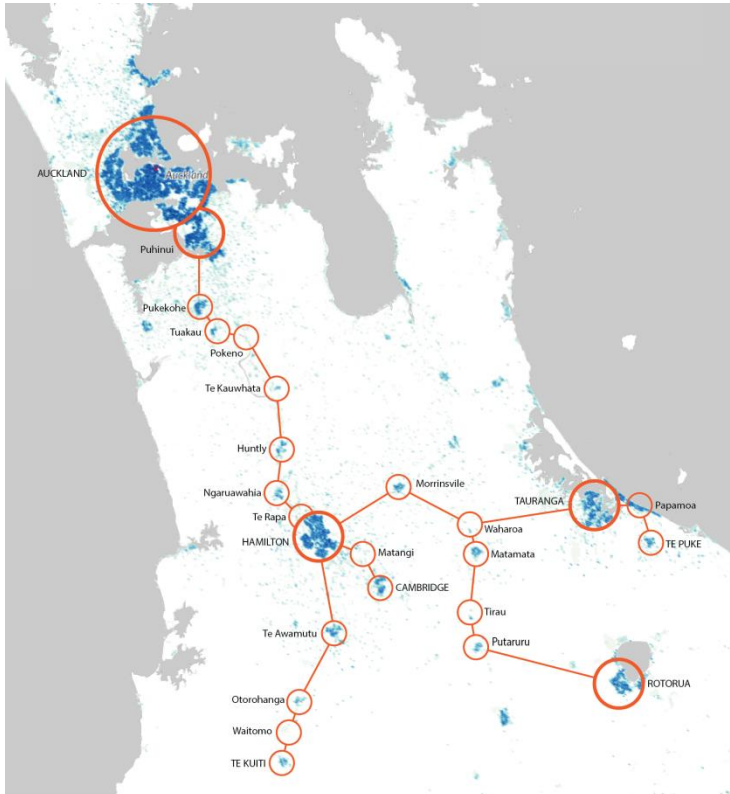 AUCKLAND
Auckland
Puhinui
Pukekohe
Tuakau
Pokeno
Te Kauwhata
Huntly
Ngaruawahia
Morrinsvile
TAURANGA
Papamoa
Te Rapa
Waharoa
HAMILTON
TE PUKE
Matangi
Matamata
CAMBRIDGE
Tirau
Te Awamutu
Putaruru
ROTORUA
Otorohanga
Waitomo
TE KUITI